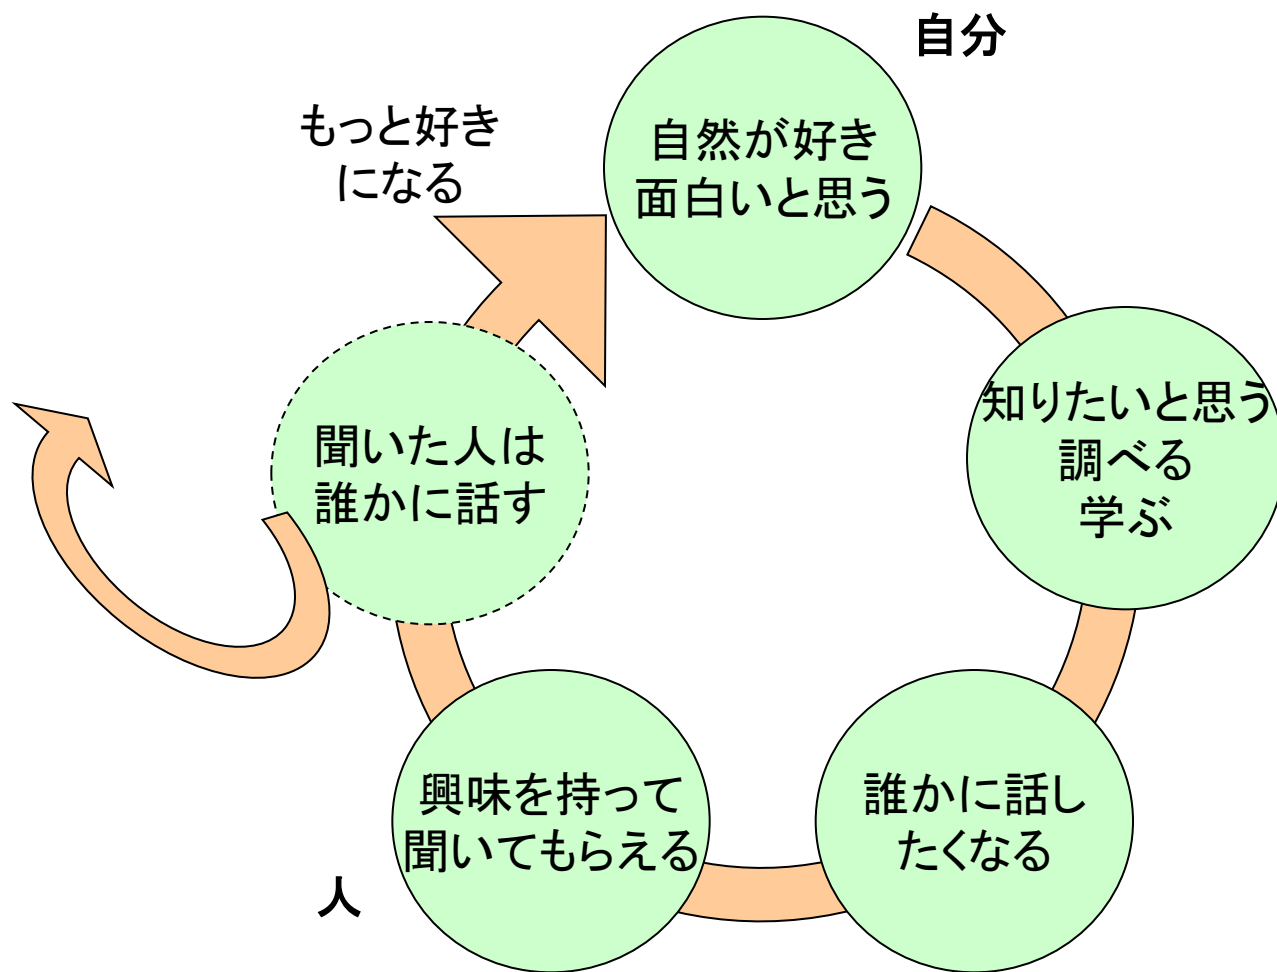 自分
自然が好き
面白いと思う
知りたいと思う
調べる
学ぶ
誰かに話し
たくなる
興味を持って
聞いてもらえる
人
聞いた人は
誰かに話す
もっと好き
になる